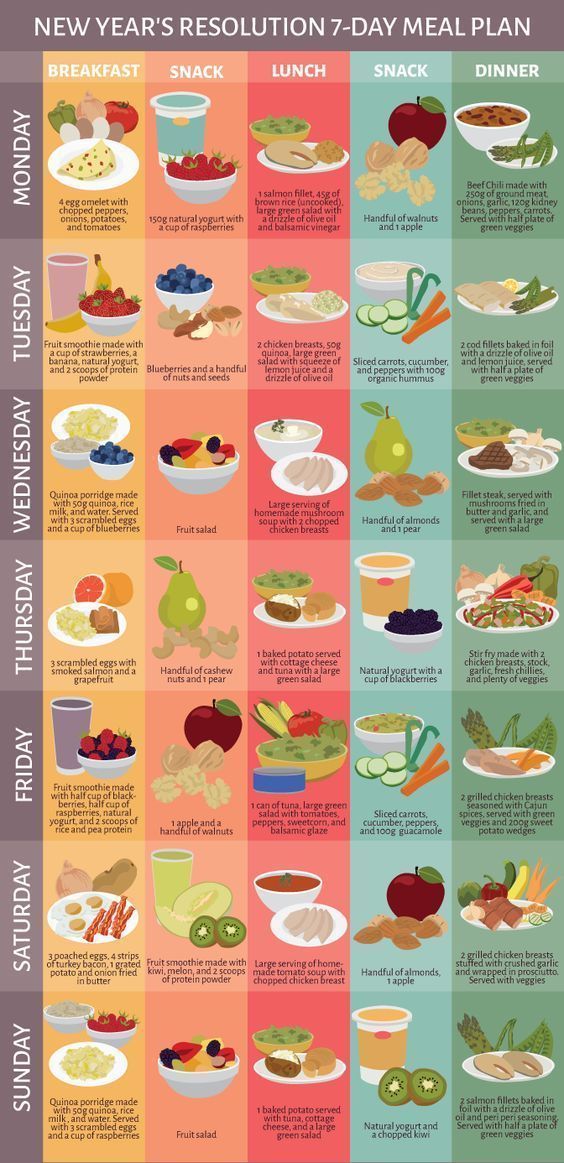 NEW YEAR'S RESOLUTION 7-DAY MEAL PLAN
BREAKFAST
SNACK
LUNCH
SNACK
DINNER
MONDAY
4 egg omelet with
chopped peppers,
onions, potatoes,
and tomatoes
150g natural yogurt with
a cup of raspberries
1 salmon fillet, 45g of
brown rice (uncooked),
large green salad with
a drizzle of olive oil
and balsamic vinegar
Handful of walnuts
and 1 apple
Beef Chili made with
250g of ground meat,
onions, garlic, 120g kidney
beans, peppers, carrots.
Served with half plate of
green veggies
TUESDAY
Fruit smoothie made with
a cup of strawberries, a
banana, natural yogurt,
and 2 scoops of protein
powder
Blueberries and a handful
of nuts and seeds
2 chicken breasts, 50g
quinoa, large green
salad with squeeze of
lemon juice and a
drizzle of olive oil
Sliced carrots, cucumber,
and peppers with 100g
organic hummus
2 cod fillets baked in foil
with a drizzle of olive oil
and lemon juice, served
with half a plate of
green veggies
WEDNESDAY
Quinoa porridge made
with 50g quinoa, rice
milk, and water. Served
with 3 scrambled eggs
and a cup of blueberries
Fruit salad
Large serving of
homemade mushroom
soup with 2 chopped
chicken breasts
Handful of almonds
and 1 pear
Fillet steak, served with
mushrooms fried in
butter and garlic, and
served with a large
green salad
THURSDAY
3 scrambled eggs with
smoked salmon and a
grapefruit
Handful of cashew
nuts and 1 pear
1 baked potato served
with cottage cheese
and tuna with a large
green salad
Natural yogurt with a
cup of blackberries
Stir fry made with 2
chicken breasts, stock,
garlic, fresh chillies,
and plenty of veggies
FRIDAY
Fruit smoothie made
with half cup of black-
berries, half cup of
raspberries, natural
yogurt, and 2 scoops of
rice and pea protein
1 apple and a
handful of walnuts
1 can of tuna, large green
salad with tomatoes,
peppers, sweetcorn, and
balsamic glaze
Sliced carrots,
cucumber, peppers,
and 100g guacamole
2 grilled chicken breasts
seasoned with Cajun
spices, served with green
veggies and 200g sweet
potato wedges
SATURDAY
3 poached eggs, 4 strips
of turkey bacon, 1 grated
potato and onion fried
in butter
Fruit smoothie made with
kiwi, melon, and 2 scoops
of protein powder
Large serving of home-
made tomato soup with
chopped chicken breast
Handful of almonds,
1 apple
2 grilled chicken breasts
stuffed with crushed garlic
and wrapped in prosciutto.
Served with veggies
SUNDAY
Quinoa porridge made
with 50g quinoa, rice
milk, and water. Served
with 3 scrambled eggs
and a cup of raspberries
Fruit salad
1 baked potato served
with tuna, cottage
cheese, and a large
green salad
Natural yogurt and
a chopped kiwi
2 salmon fillets baked in
foil with a drizzle of olive
oil and peri peri seasoning.
Served with half a plate of
green veggies